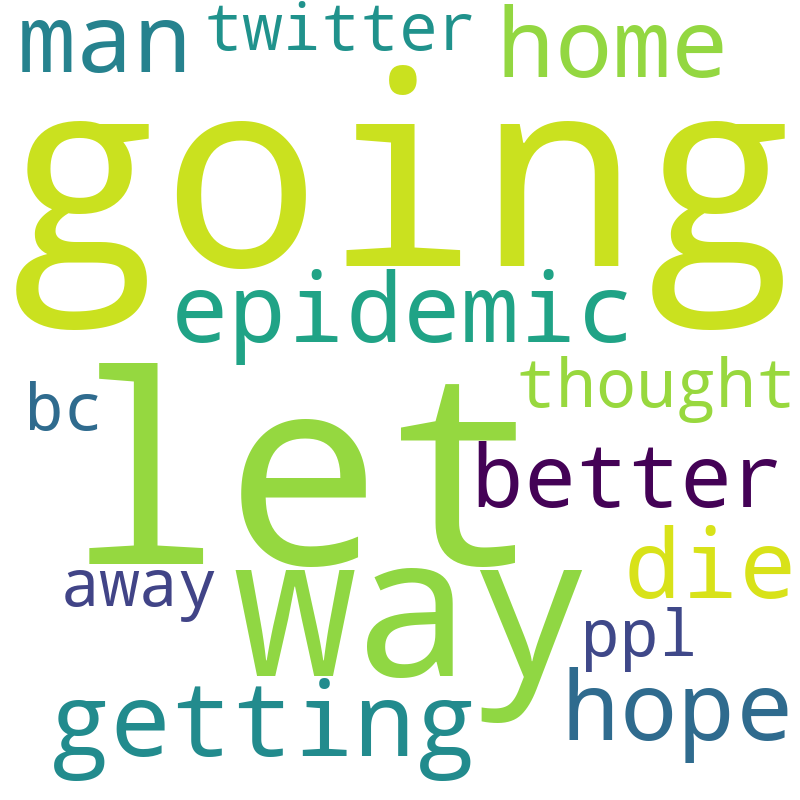 man twitter home
going
epidemic
let
thought
bc
better
way
die
away
ppl
getting
hope